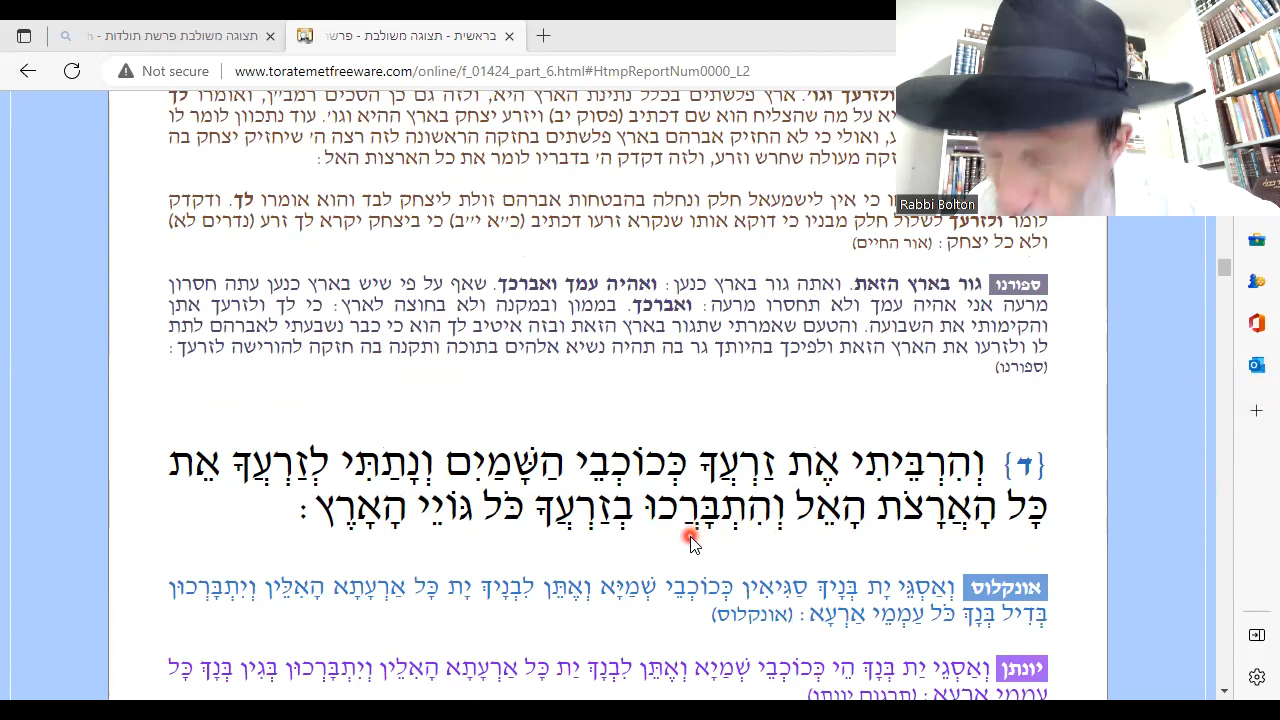 תצוגה משולבת פרשת תולדות - ו
בראשית - תצוגה משולבת - פרש
Not secure
www.toratemetfreeware.com/online/f_01424_part_6.html#HtmpReportNum0000_L2
ולזרעך וגו'. ארץ פלשתים בכלל נתינת הארץ היא, ולזה גם כן הסכים רמב"ן, ואומרו לך
יא על מה שהצליח הוא שם דכתיב (פסוק יב) ויזרע יצחק בארץ ההיא וגו'. עוד נתכוון לומר לו
ע, ואולי כי לא החזיק אברהם בארץ פלשתים בחזקה הראשונה לזה רצה ה' שיחזיק יצחק בה
זקה מעולה שחרש וזרע, ולזה דקדק ה' בדבריו לומר את כל הארצות האל :
זו כי אין לישמעאל חלק ונחלה בהבטחות אברהם זולת ליצחק לבד והוא אומרו לך. ודקדק
לומר ולזרעך לשלול חלק מבניו כי דוקא אותו שנקרא זרעו דכתיב (כ"א י"ב) כי ביצחק יקרא לך זרע (נדרים לא)
ולא כל יצחק : (אור החיים)
ספורנו גור בארץ הזאת. ואתה גור בארץ כנען : ואהיה עמך ואברכך. שאף על פי שיש בארץ כנען עתה חסרון
מרעה אני אהיה עמך ולא תחסרו מרעה : ואברכך. בממון ובמקנה ולא בחוצה לארץ : כי לך ולזרעך אתן
והקימותי את השבועה. והטעם שאמרתי שתגור בארץ הזאת ובזה איטיב לך הוא כי כבר נשבעתי לאברהם לתת
לו ולזרעו את הארץ הזאת ולפיכך בהיותך גר בה תהיה נשיא אלהים בתוכה ותקנה בה חזקה להורישה לזרעך :
(ספורנו)
{ד} וְהִרְבֵּיתִי אֶת זַרְעֲךָ כְּכוֹכְבֵי הַשָּׁמַיִם וְנָתַתִּי לְזַרְעֲךָ אֵת
כָּל הָאֲרָצֹת הָאֵל וְהִתְבָּרֲכוּ בְזַרְעֲךָ כֹּל גּוֹיֵי הָאָרֶץ :
אונקלוס וְאַסְגֵּי יָת בְּנָיךְ סַגִּיאִין כְּכוֹכְבֵי שְׁמַיָּא וְאֶתֵּן לִבְנָיךְ יָת כָּל אַרְעָתָא הָאִלֵּין וְיִתְבָּרְכוּן
בְּדִיל בְּנָךְ כֹּל עַמְמֵי אַרְעָא : (אונקלוס)
יונתן וְאַסְגֵי יַת בְּנָךְ הֵי כְּכוֹכְבֵי שְׁמַיָא וְאֶתֵּן לִבְנָךְ יַת כָּל אַרְעָתָא הָאִלֵין וְיִתְבָּרְכוּן בְּגִין בְּנָךְ כָּל
עַמְמֵי אַרְעָא : (תרגום יונתן)
Rabbi Bolton